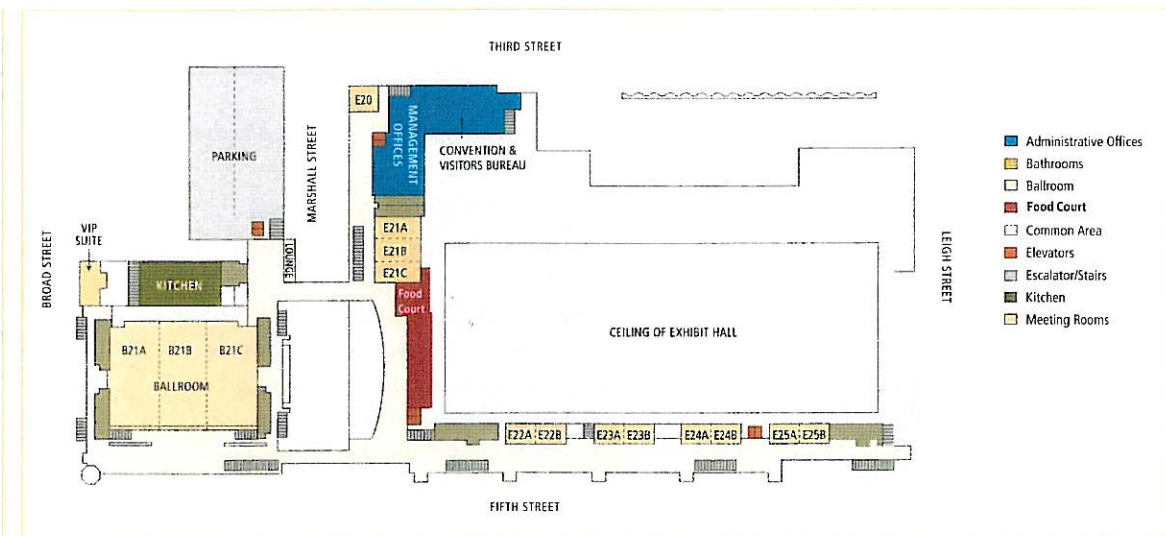 THIRD STREET
E20
MANAGEMENT
OFFICES
CONVENTION &
VISITORS BUREAU
PARKING
MARSHALL STREET
VIP
SUITE
BROAD STREET
LOUNGE
KITCHEN
E21A
E21B
E21C
Food
Court
CEILING OF EXHIBIT HALL
LEIGH STREET
B21A B21B B21C
BALLROOM
E22A E22B E23A E23B E24A E24B E25A E25B
FIFTH STREET
Administrative Offices
Bathrooms
Ballroom
Food Court
Common Area
Elevators
Escalator/Stairs
Kitchen
Meeting Rooms